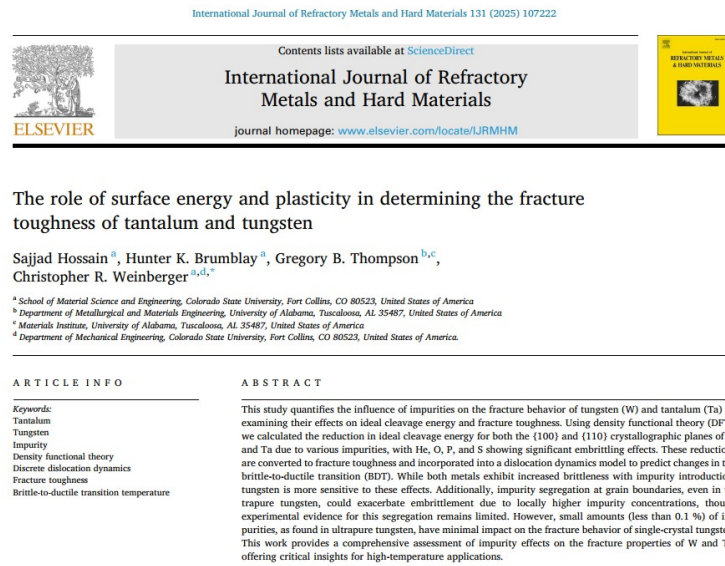 International Journal of Refractory Metals and Hard Materials 131 (2025) 107222
Contents lists available at ScienceDirect
International Journal of Refractory
Metals and Hard Materials
journal homepage: www.elsevier.com/locate/IJRMHM
ELSEVIER
REFRACTORY METALS
& HARD MATERIALS
The role of surface energy and plasticity in determining the fracture
toughness of tantalum and tungsten
Sajjad Hossain a, Hunter K. Brumblay a, Gregory B. Thompson b,c,
Christopher R. Weinberger a,d,*
a School of Material Science and Engineering, Colorado State University, Fort Collins, CO 80523, United States of America
b Department of Metallurgical and Materials Engineering, University of Alabama, Tuscaloosa, AL 35487, United States of America
c Materials Institute, University of Alabama, Tuscaloosa, AL 35487, United States of America
d Department of Mechanical Engineering, Colorado State University, Fort Collins, CO 80523, United States of America.
ARTICLE INFO
Keywords:
Tantalum
Tungsten
Impurity
Density functional theory
Discrete dislocation dynamics
Fracture toughness
Brittle-to-ductile transition temperature
ABSTRACT
This study quantifies the influence of impurities on the fracture behavior of tungsten (W) and tantalum (Ta)
examining their effects on ideal cleavage energy and fracture toughness. Using density functional theory (DF
we calculated the reduction in ideal cleavage energy for both the {100} and {110} crystallographic planes of
and Ta due to various impurities, with He, O, P, and S showing significant embrittling effects. These reductio
are converted to fracture toughness and incorporated into a dislocation dynamics model to predict changes in t
brittle-to-ductile transition (BDT). While both metals exhibit increased brittleness with impurity introductio
tungsten is more sensitive to these effects. Additionally, impurity segregation at grain boundaries, even in
trapure tungsten, could exacerbate embrittlement due to locally higher impurity concentrations, thou
experimental evidence for this segregation remains limited. However, small amounts (less than 0.1 %) of i
purities, as found in ultrapure tungsten, have minimal impact on the fracture behavior of single-crystal tungste
This work provides a comprehensive assessment of impurity effects on the fracture properties of W and T
offering critical insights for high-temperature applications.